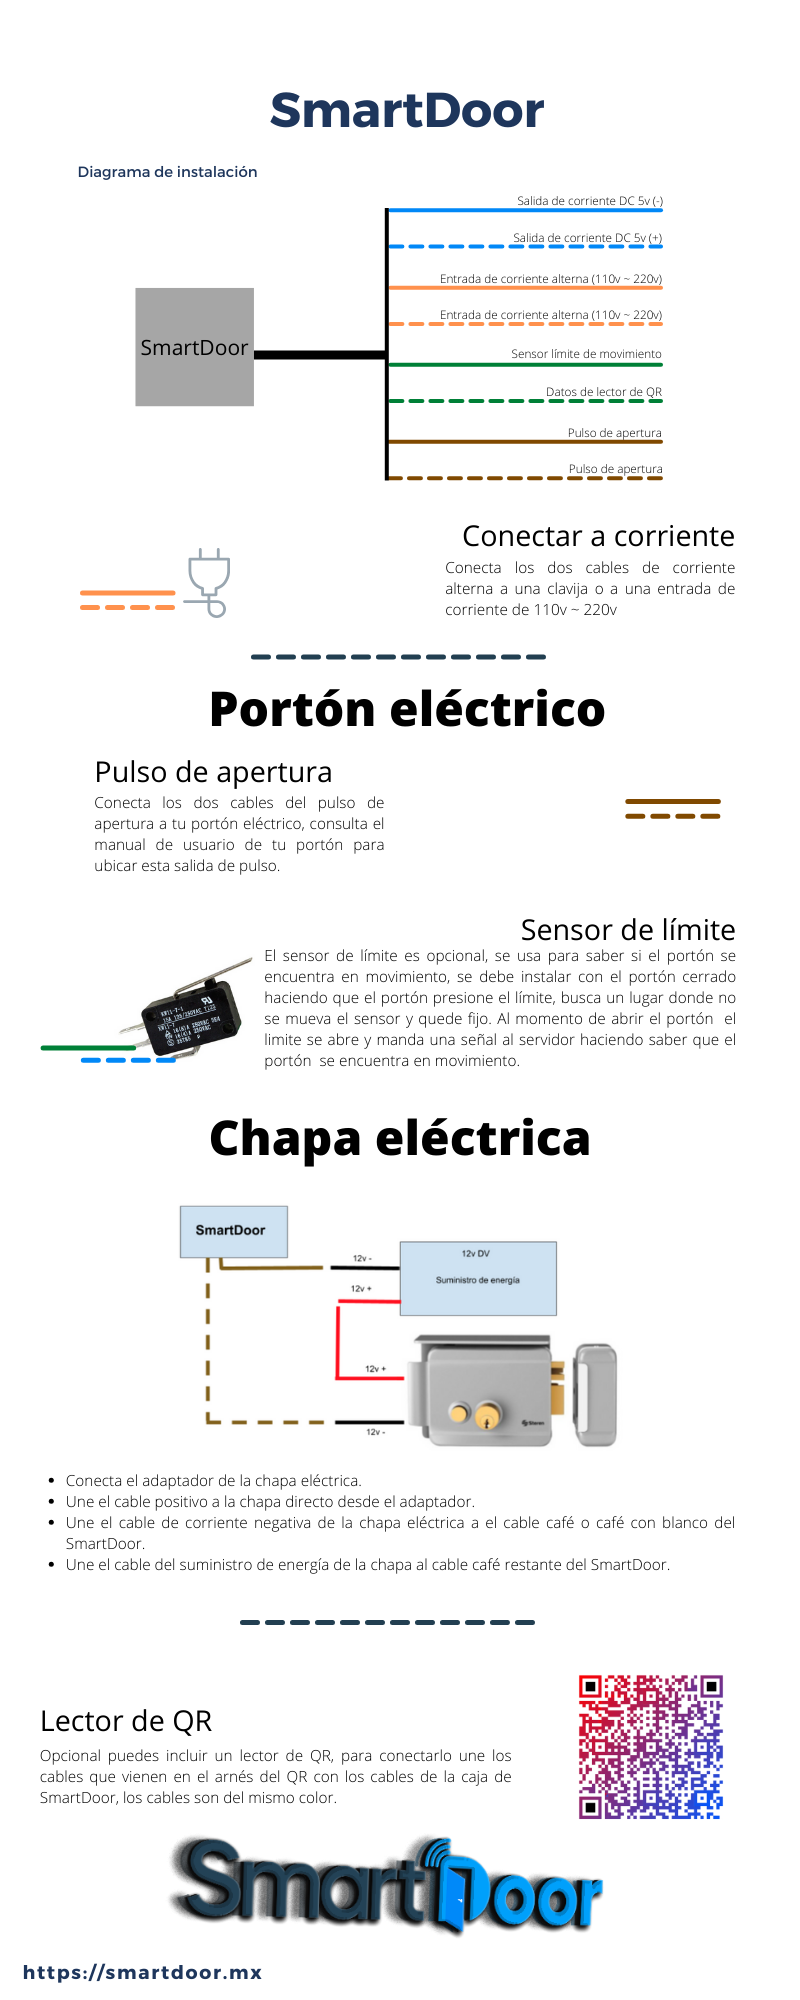 SmartDoor
Diagrama de instalación
Salida de corriente DC 5v (-)
Salida de corriente DC 5v (+)
Entrada de corriente alterna (110v ~ 220v)
Entrada de corriente alterna (110v ~ 220v)
SmartDoor
Sensor límite de movimiento
Datos de lector de QR
Pulso de apertura
Pulso de apertura
Conectar a corriente
Conecta los dos cables de corriente
alterna a una clavija o a una entrada de
corriente de 110v ~ 220v
Portón eléctrico
Pulso de apertura
Conecta los dos cables del pulso de
apertura a tu portón eléctrico, consulta el
manual de usuario de tu portón para
ubicar esta salida de pulso.
Sensor de límite
El sensor de límite es opcional, se usa para saber si el portón se
encuentra en movimiento, se debe instalar con el portón cerrado
haciendo que el portón presione el límite, busca un lugar donde no
se mueva el sensor y quede fijo. Al momento de abrir el portón el
limite se abre y manda una señal al servidor haciendo saber que el
portón se encuentra en movimiento.
Chapa eléctrica
SmartDoor
12v -
12v DV
Suministro de energía
12v +
12v +
12v -
Steren
Conecta el adaptador de la chapa eléctrica.
Une el cable positivo a la chapa directo desde el adaptador.
Une el cable de corriente negativa de la chapa eléctrica a el cable café o café con blanco del
SmartDoor.
Une el cable del suministro de energía de la chapa al cable café restante del SmartDoor.
Lector de QR
Opcional puedes incluir un lector de QR, para conectarlo une los
cables que vienen en el arnés del QR con los cables de la caja de
SmartDoor, los cables son del mismo color.
SmartDoor
https://smartdoor.mx